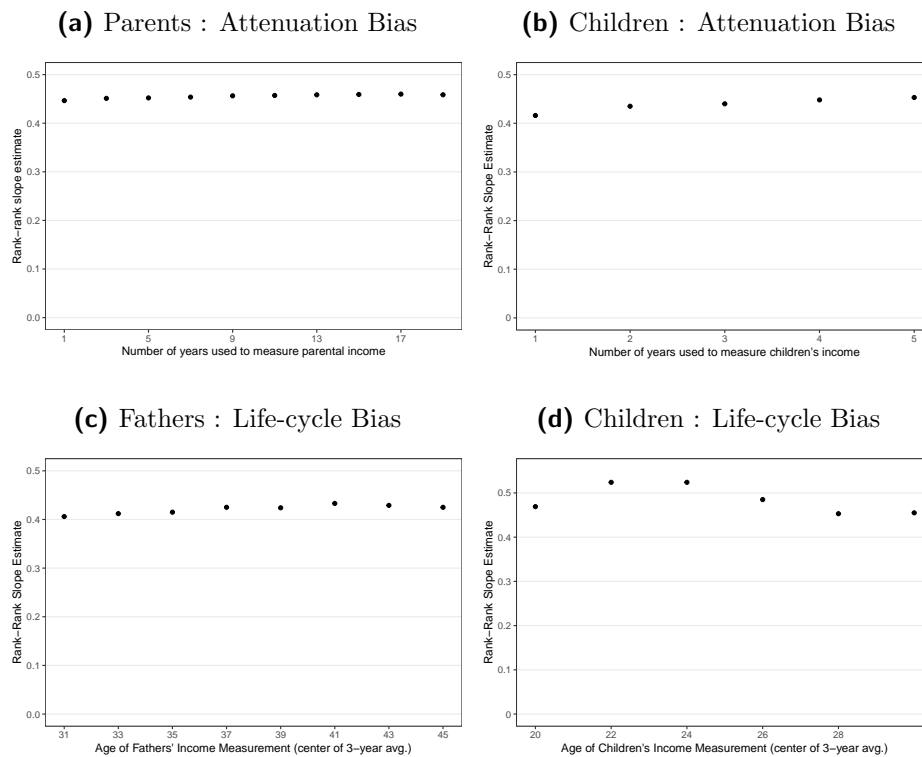 (a) Parents : Attenuation Bias
0.5
0.4
0.3
0.2
0.1
0.0
Rank−rank slope estimate
1 5 9 13 17
Number of years used to measure parental income
(b) Children : Attenuation Bias
0.5
0.4
0.3
0.2
0.1
0
Rank−Rank Slope Estimate
1 2 3 4 5
Number of years used to measure children's income
(c) Fathers : Life-cycle Bias
0.5
0.4
0.3
0.2
0.1
0.0
Rank−Rank Slope Estimate
31 33 35 37 39 41 43 45
Age of Fathers' Income Measurement (center of 3−year avg.)
(d) Children : Life-cycle Bias
0.5
0.4
0.3
0.2
0.1
0
Rank−Rank Slope Estimate
20 22 24 26 28
Age of Children's Income Measurement (center of 3−year avg.)